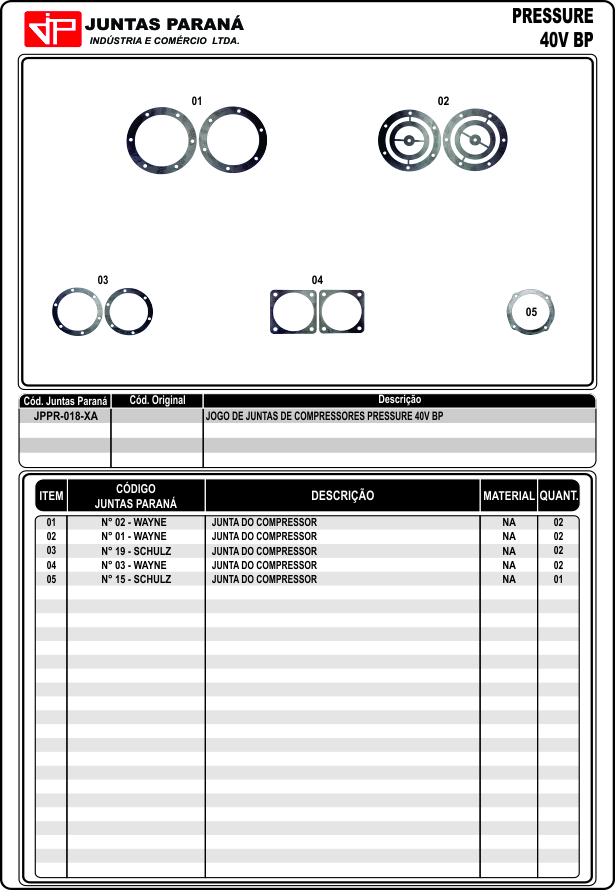 JP
JUNTAS PARANÁ
INDÚSTRIA E COMÉRCIO LTDA.
PRESSURE
40V BP
01
02
03
04
05
Cód. Juntas Paraná Cód. Original Descrição
JPPR-018-XA JOGO DE JUNTAS DE COMPRESSORES PRESSURE 40V BP
ITEM CÓDIGO JUNTAS PARANÁ DESCRIÇÃO MATERIAL QUANT.
01 N° 02 - WAYNE JUNTA DO COMPRESSOR NA 02
02 N° 01 - WAYNE JUNTA DO COMPRESSOR NA 02
03 N° 19 - SCHULZ JUNTA DO COMPRESSOR NA 02
04 N° 03 - WAYNE JUNTA DO COMPRESSOR NA 02
05 N° 15 - SCHULZ JUNTA DO COMPRESSOR NA 01